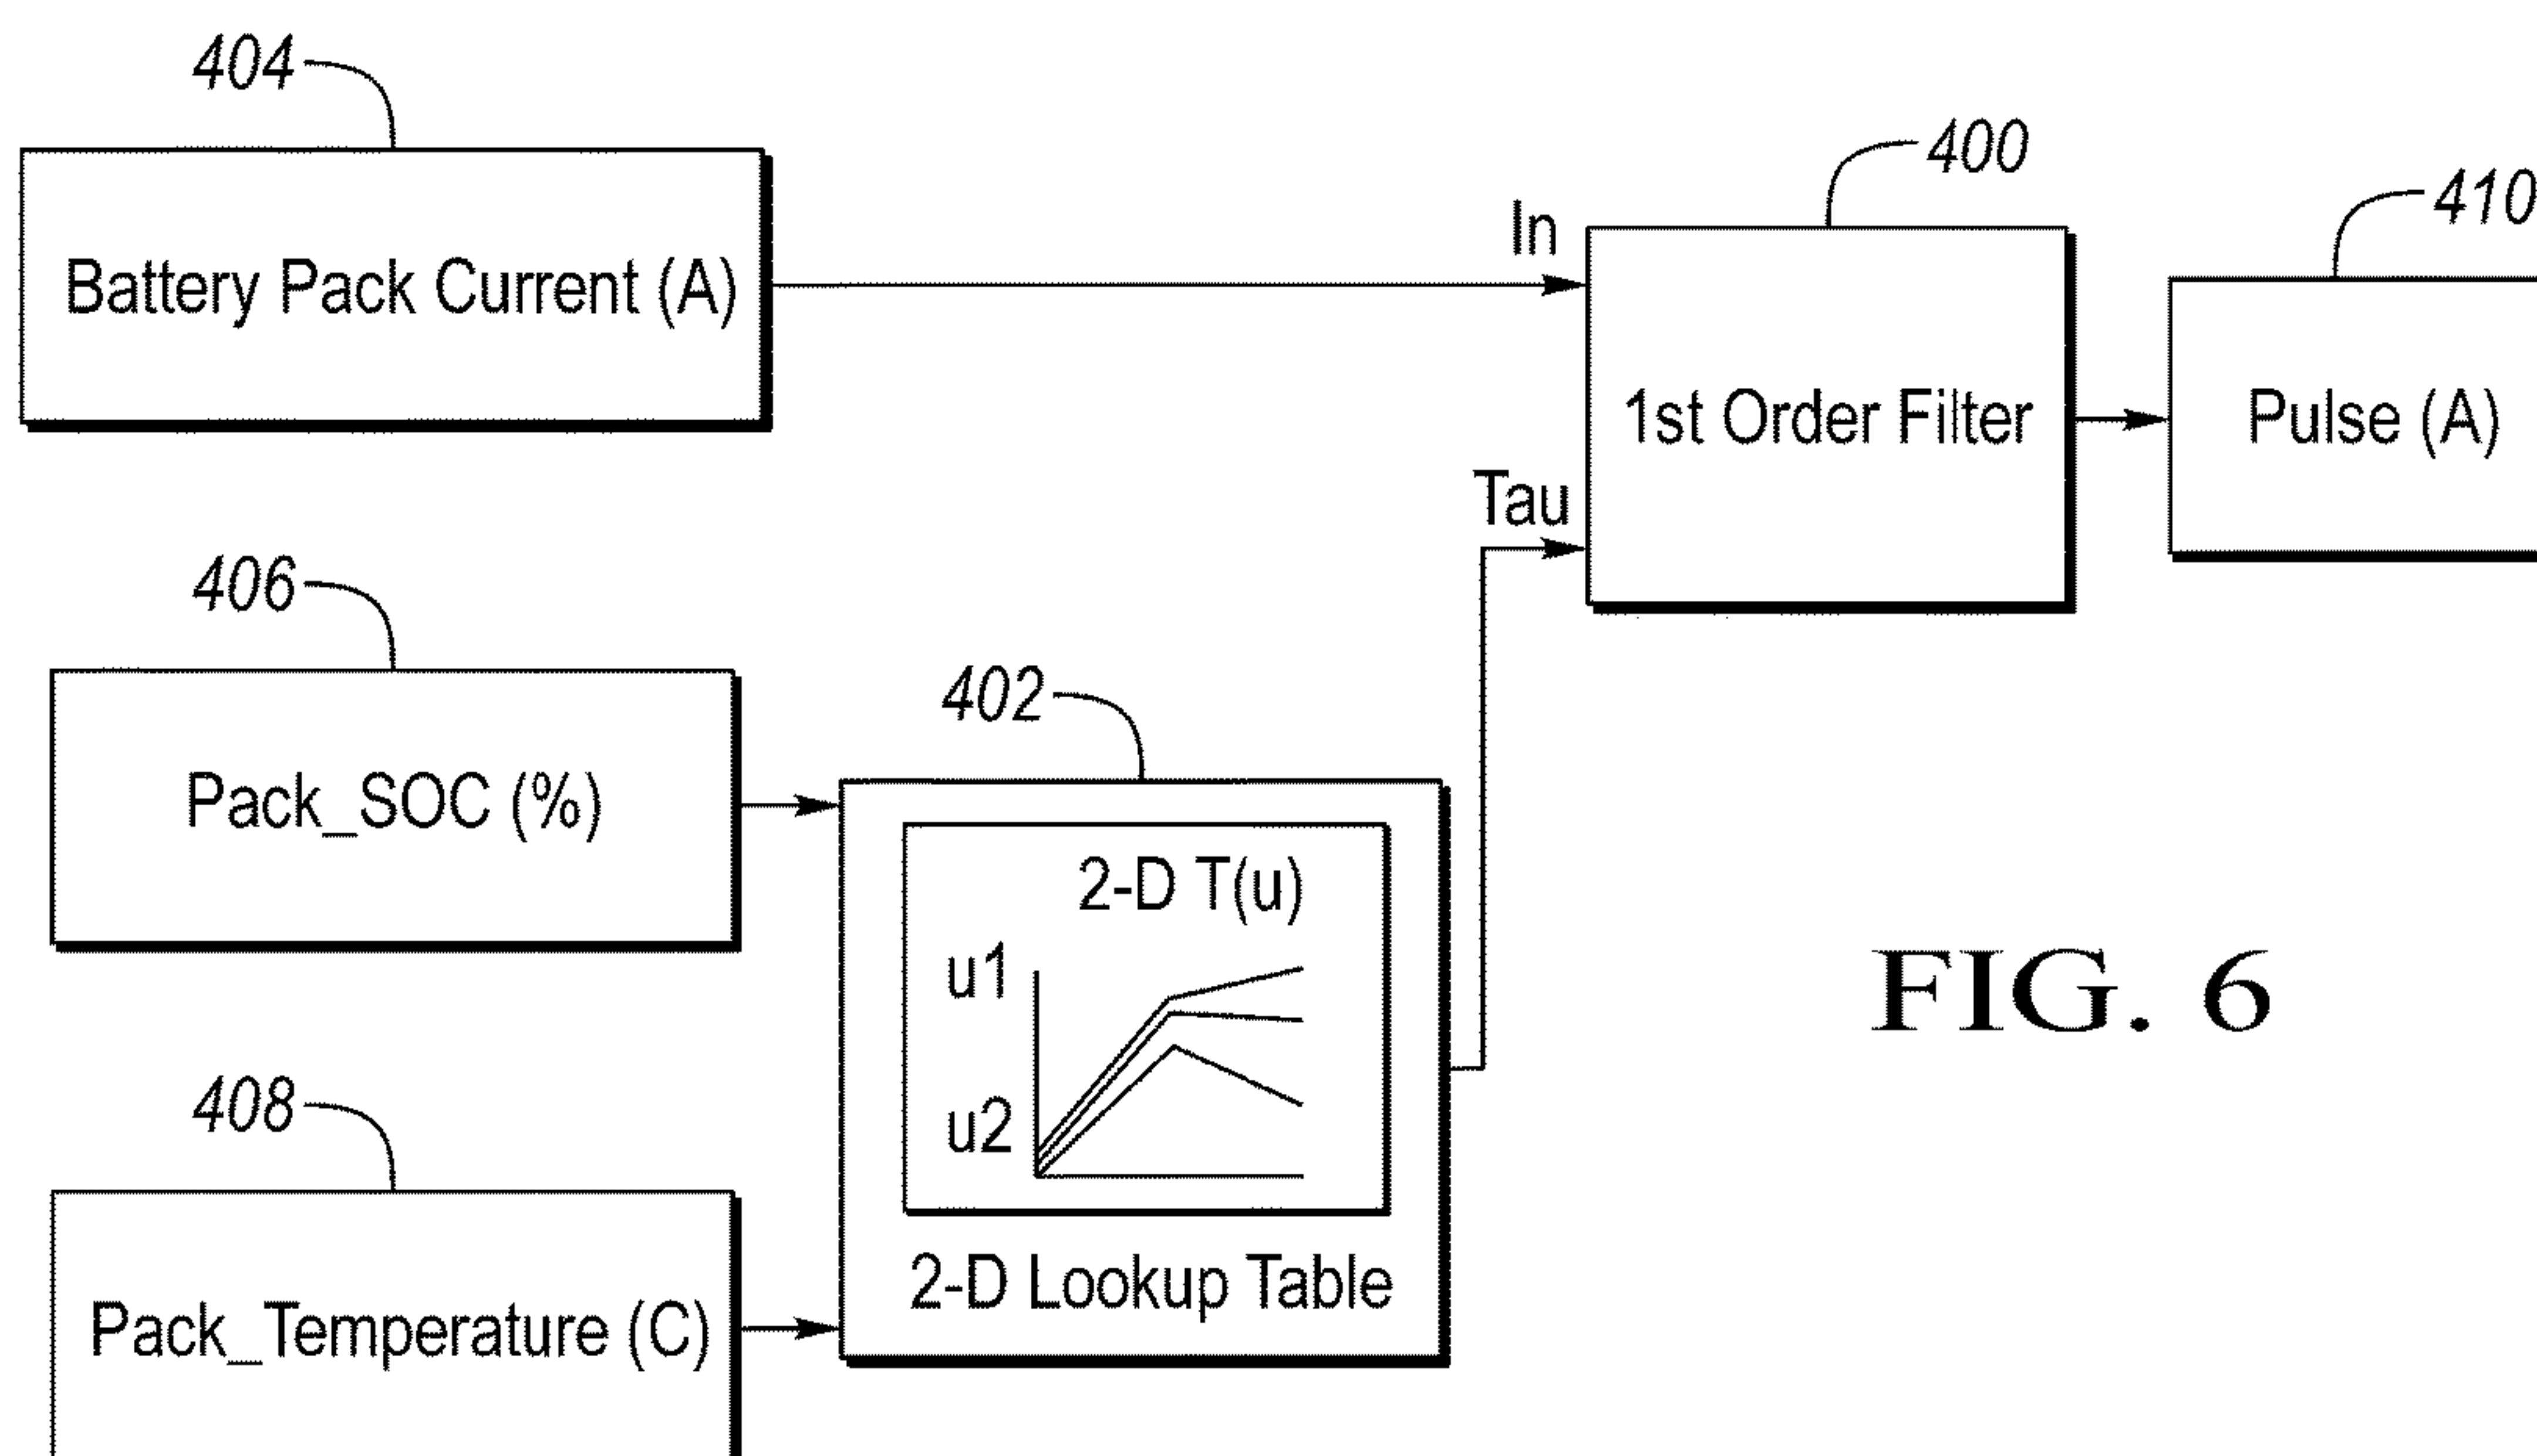 404
Battery Pack Current (A)
In
400
1st Order Filter
410
Pulse (A)
Tau
406
Pack_SOC (%)
402
2-D T(u)
u1
u2
2-D Lookup Table
408
Pack_Temperature (C)
FIG. 6